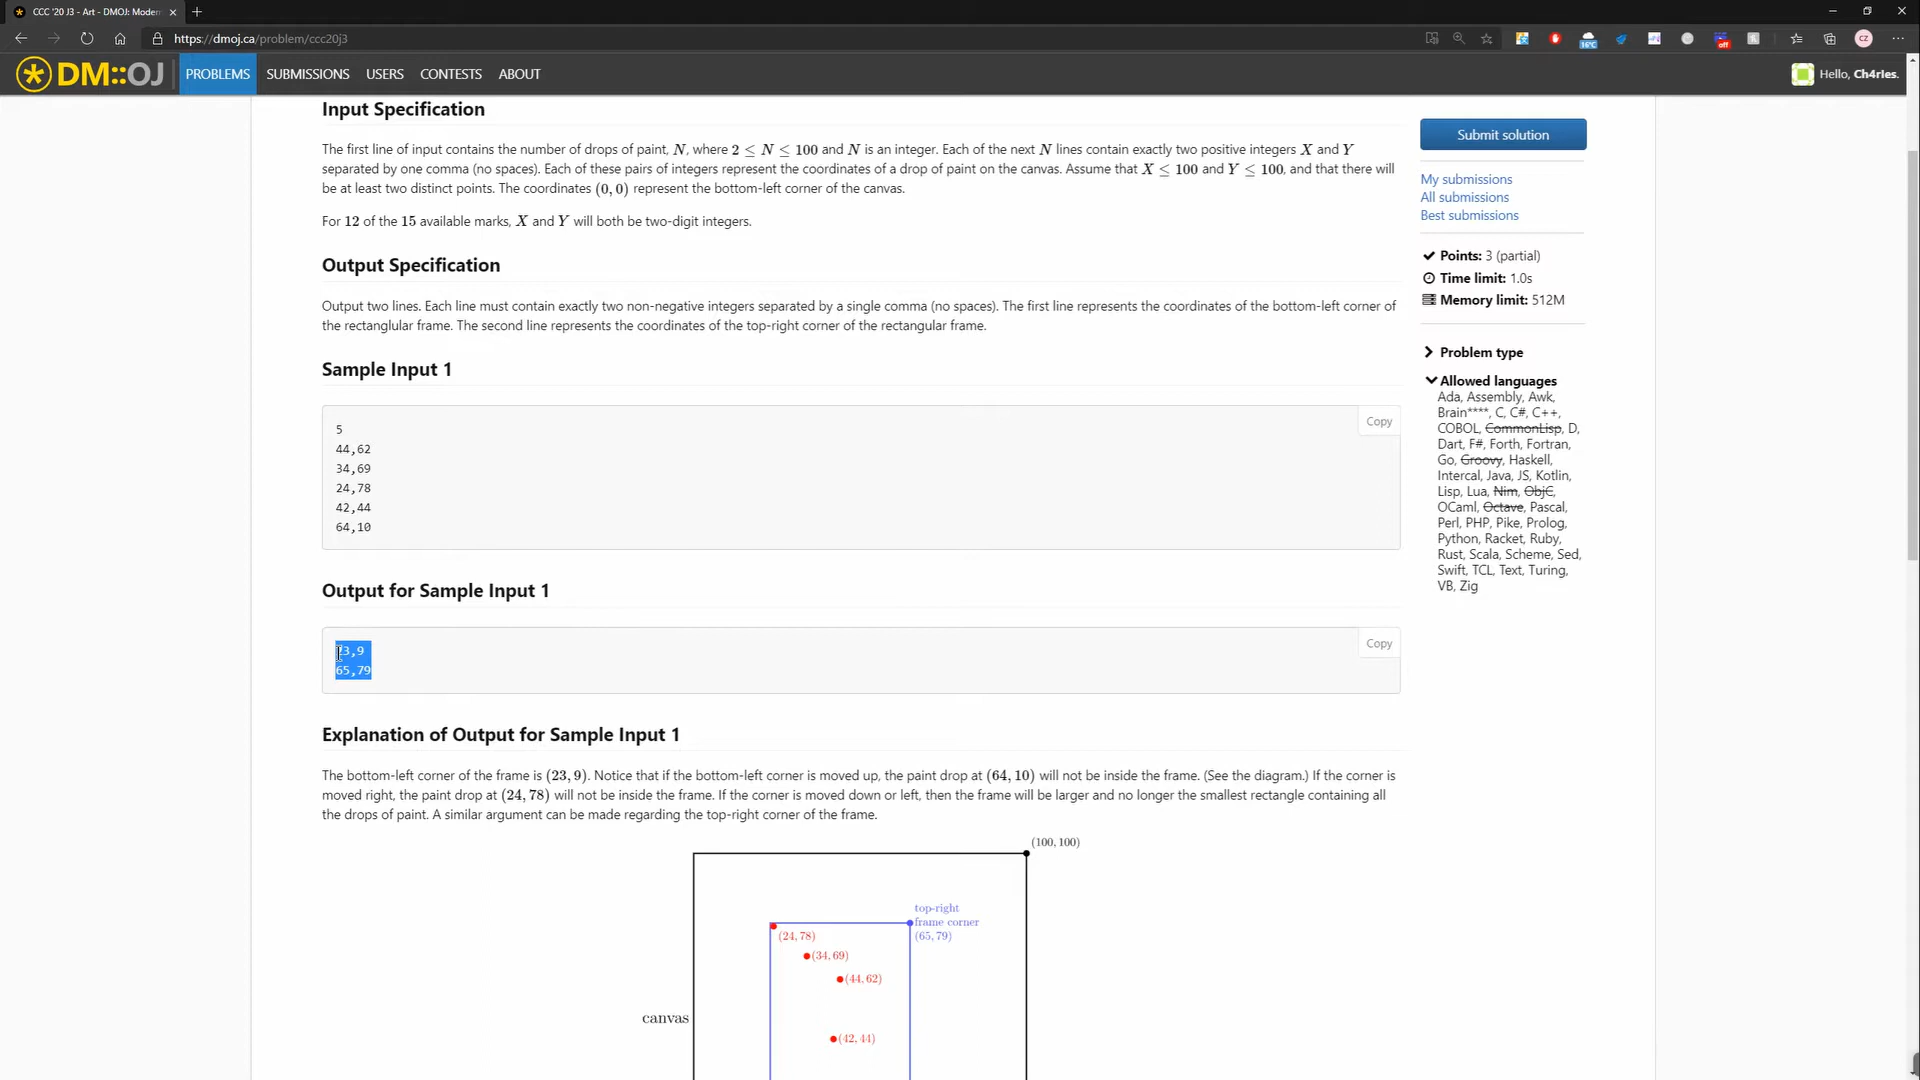 CCC '20 J3 - Art - DMOJ: Moder
https://dmoj.ca/problem/ccc20j3
16°C
off
CZ
DM::OJ
PROBLEMS
SUBMISSIONS
USERS
CONTESTS
ABOUT
Hello, Ch4rles.
Input Specification
The first line of input contains the number of drops of paint, N, where 2 ≤ N ≤ 100 and N is an integer. Each of the next N lines contain exactly two positive integers X and Y
separated by one comma (no spaces). Each of these pairs of integers represent the coordinates of a drop of paint on the canvas. Assume that X ≤ 100 and Y ≤ 100, and that there will
be at least two distinct points. The coordinates (0, 0) represent the bottom-left corner of the canvas.
For 12 of the 15 available marks, X and Y will both be two-digit integers.
Output Specification
Output two lines. Each line must contain exactly two non-negative integers separated by a single comma (no spaces). The first line represents the coordinates of the bottom-left corner of
the rectanglular frame. The second line represents the coordinates of the top-right corner of the rectangular frame.
Sample Input 1
Copy
5
44,62
34,69
24,78
42,44
64,10
Output for Sample Input 1
Copy
23,9
65,79
Explanation of Output for Sample Input 1
The bottom-left corner of the frame is (23, 9). Notice that if the bottom-left corner is moved up, the paint drop at (64, 10) will not be inside the frame. (See the diagram.) If the corner is
moved right, the paint drop at (24, 78) will not be inside the frame. If the corner is moved down or left, then the frame will be larger and no longer the smallest rectangle containing all
the drops of paint. A similar argument can be made regarding the top-right corner of the frame.
(100, 100)
top-right
frame corner
(65, 79)
(24, 78)
(34, 69)
(44, 62)
canvas
(42, 44)
Submit solution
My submissions
All submissions
Best submissions
Points: 3 (partial)
Time limit: 1.0s
Memory limit: 512M
Problem type
Allowed languages
Ada, Assembly, Awk,
Brain****, C, C#, C++,
COBOL, CommonLisp, D,
Dart, F#, Forth, Fortran,
Go, Groovy, Haskell,
Intercal, Java, JS, Kotlin,
Lisp, Lua, Nim, ObjC,
OCaml, Octave, Pascal,
Perl, PHP, Pike, Prolog,
Python, Racket, Ruby,
Rust, Scala, Scheme, Sed,
Swift, TCL, Text, Turing,
VB, Zig